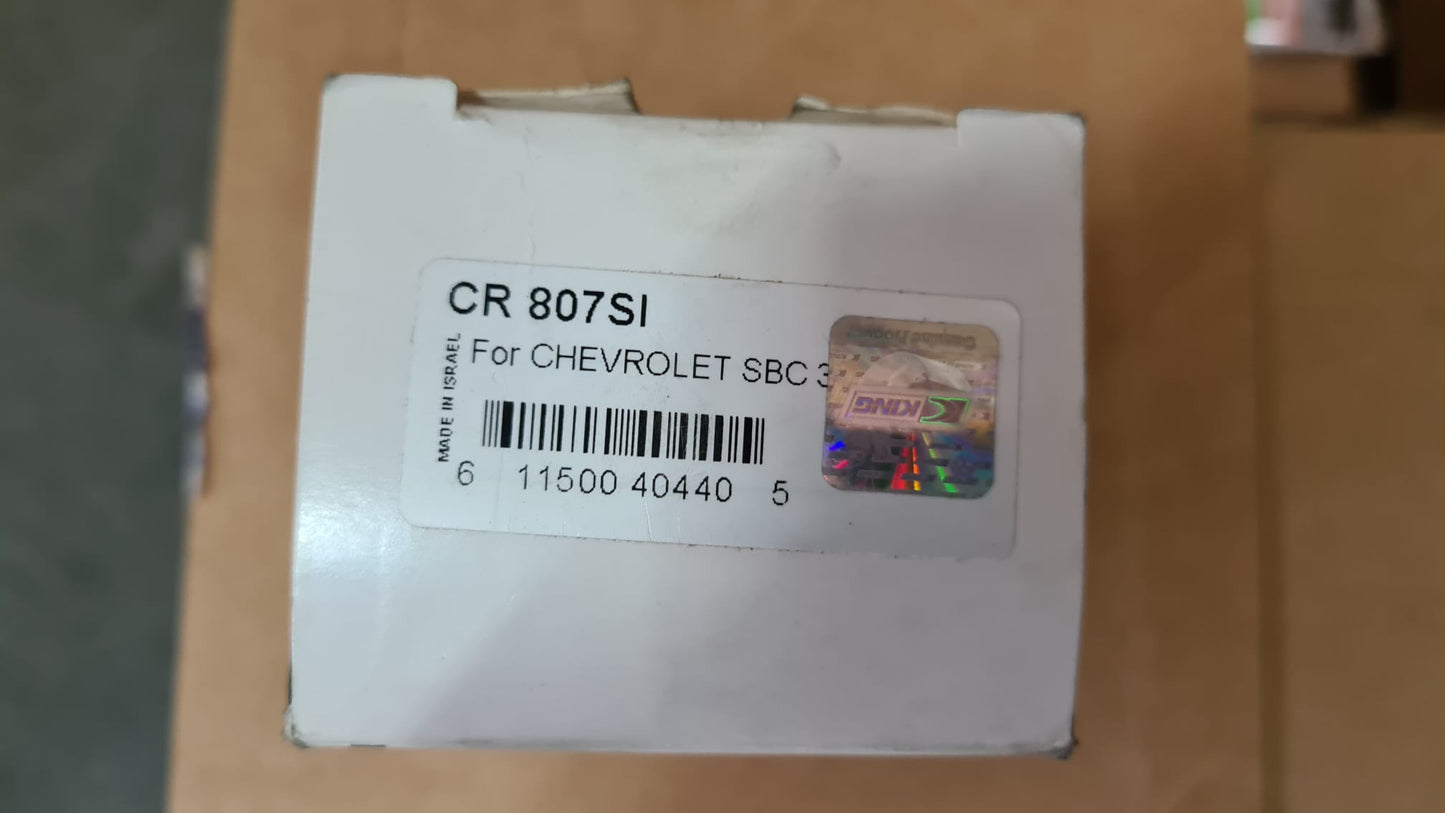 CR 807SI
For CHEVROLET SBC 3
MADE IN ISRAEL
6 11500 40440 5
KING